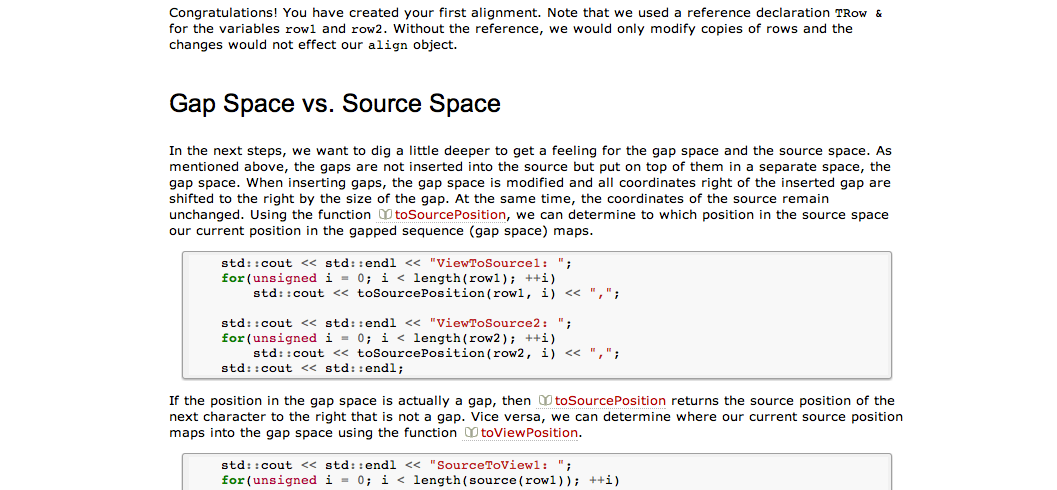 Congratulations! You have created your first alignment. Note that we used a reference declaration TRow &
for the variables row1 and row2. Without the reference, we would only modify copies of rows and the
changes would not effect our align object.
Gap Space vs. Source Space
In the next steps, we want to dig a little deeper to get a feeling for the gap space and the source space. As
mentioned above, the gaps are not inserted into the source but put on top of them in a separate space, the
gap space. When inserting gaps, the gap space is modified and all coordinates right of the inserted gap are
shifted to the right by the size of the gap. At the same time, the coordinates of the source remain
unchanged. Using the function toSourcePosition, we can determine to which position in the source space
our current position in the gapped sequence (gap space) maps.
std::cout << std::endl << "ViewToSource1: ";
for(unsigned i = 0; i < length(row1); ++i)
    std::cout << toSourcePosition(row1, i) << ",";
std::cout << std::endl << "ViewToSource2: ";
for(unsigned i = 0; i < length(row2); ++i)
    std::cout << toSourcePosition(row2, i) << ",";
std::cout << std::endl;
If the position in the gap space is actually a gap, then toSourcePosition returns the source position of the
next character to the right that is not a gap. Vice versa, we can determine where our current source position
maps into the gap space using the function toViewPosition.
std::cout << std::endl << "SourceToView1: ";
for(unsigned i = 0; i < length(source(row1)); ++i)